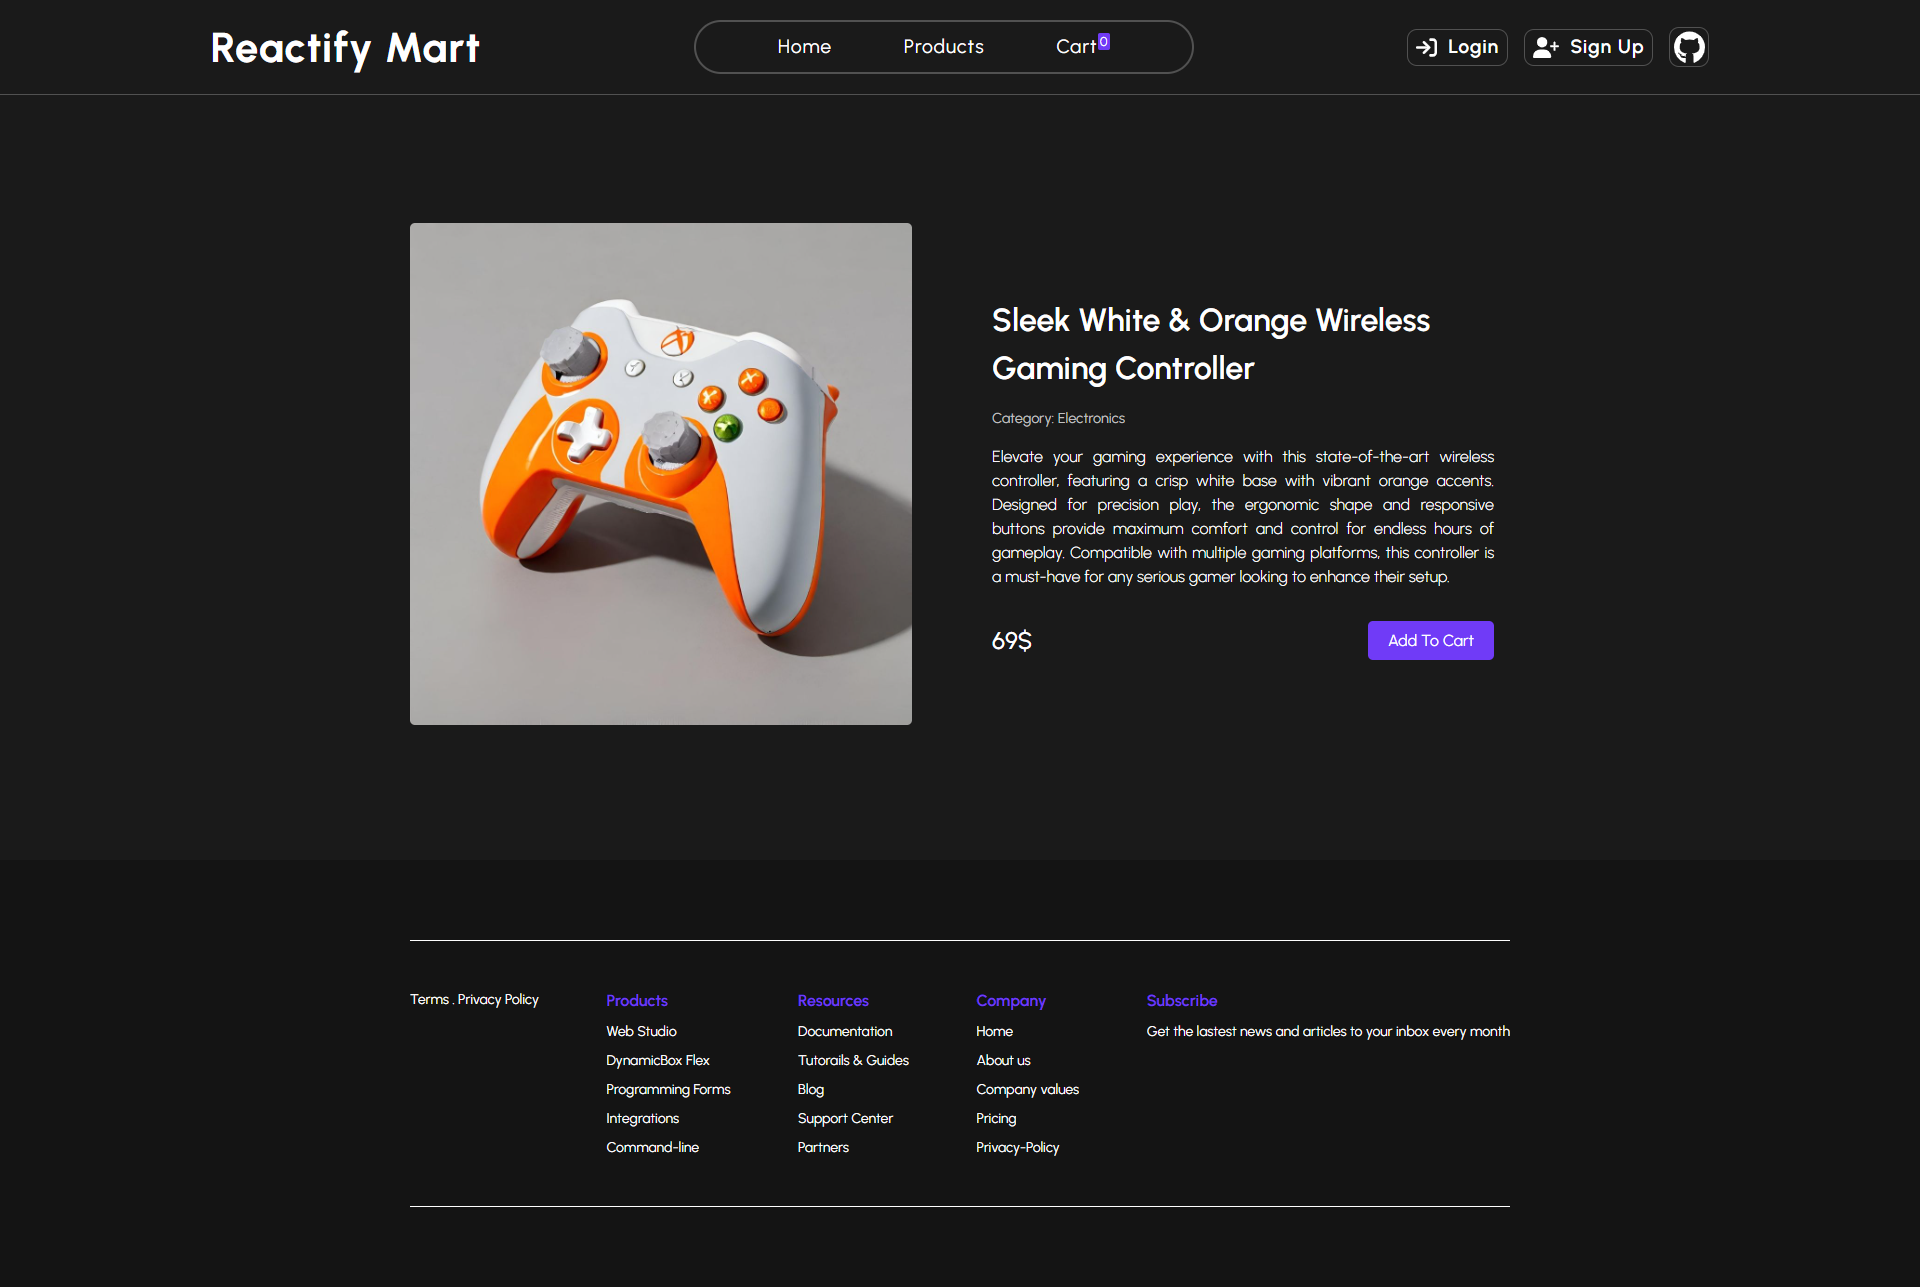 Reactify Mart
Home
Products
Cart 0
Login
Sign Up
Sleek White & Orange Wireless
Gaming Controller
Category: Electronics
Elevate your gaming experience with this state-of-the-art wireless
controller, featuring a crisp white base with vibrant orange accents.
Designed for precision play, the ergonomic shape and responsive
buttons provide maximum comfort and control for endless hours of
gameplay. Compatible with multiple gaming platforms, this controller is
a must-have for any serious gamer looking to enhance their setup.
69$
Add To Cart
Terms . Privacy Policy
Products
Web Studio
DynamicBox Flex
Programming Forms
Integrations
Command-line
Resources
Documentation
Tutorails & Guides
Blog
Support Center
Partners
Company
Home
About us
Company values
Pricing
Privacy-Policy
Subscribe
Get the lastest news and articles to your inbox every month